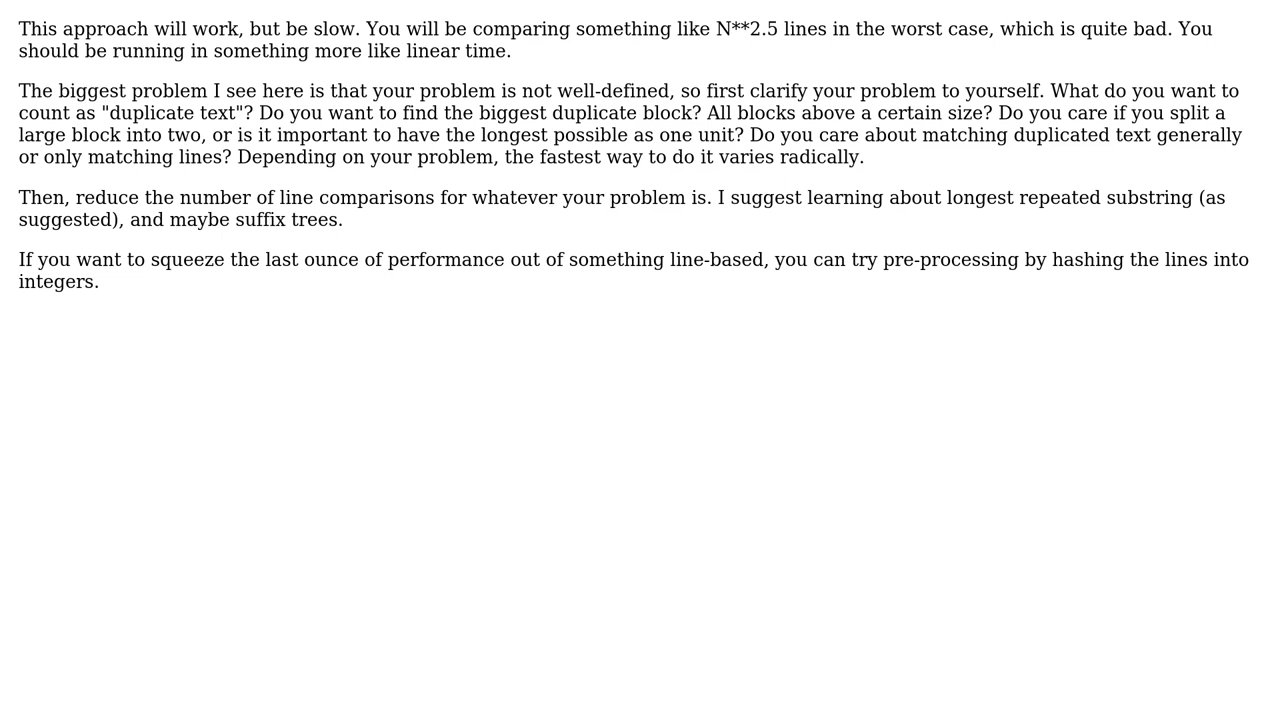 This approach will work, but be slow. You will be comparing something like N**2.5 lines in the worst case, which is quite bad. You
should be running in something more like linear time.
The biggest problem I see here is that your problem is not well-defined, so first clarify your problem to yourself. What do you want to
count as "duplicate text"? Do you want to find the biggest duplicate block? All blocks above a certain size? Do you care if you split a
large block into two, or is it important to have the longest possible as one unit? Do you care about matching duplicated text generally
or only matching lines? Depending on your problem, the fastest way to do it varies radically.
Then, reduce the number of line comparisons for whatever your problem is. I suggest learning about longest repeated substring (as
suggested), and maybe suffix trees.
If you want to squeeze the last ounce of performance out of something line-based, you can try pre-processing by hashing the lines into
integers.